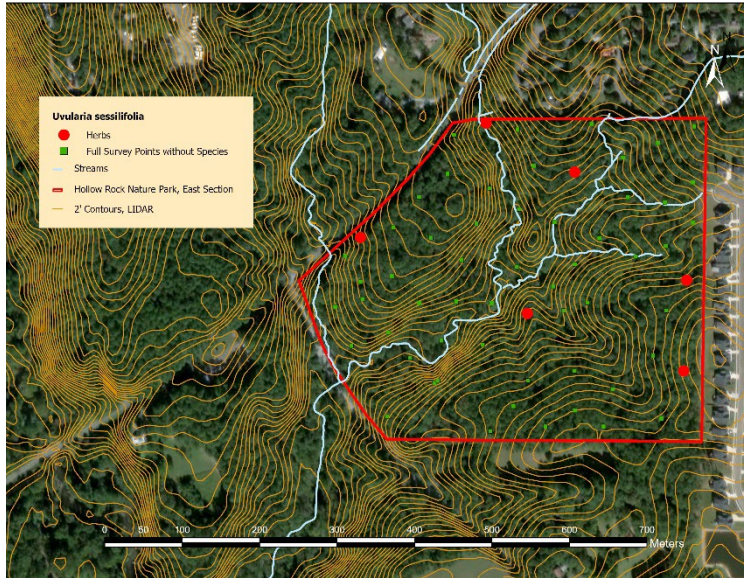 N
Uvularia sessilifolia
Herbs
Full Survey Points without Species
Streams
Hollow Rock Nature Park, East Section
2' Contours, LIDAR
0 50 100 200 300 400 500 600 700
Meters